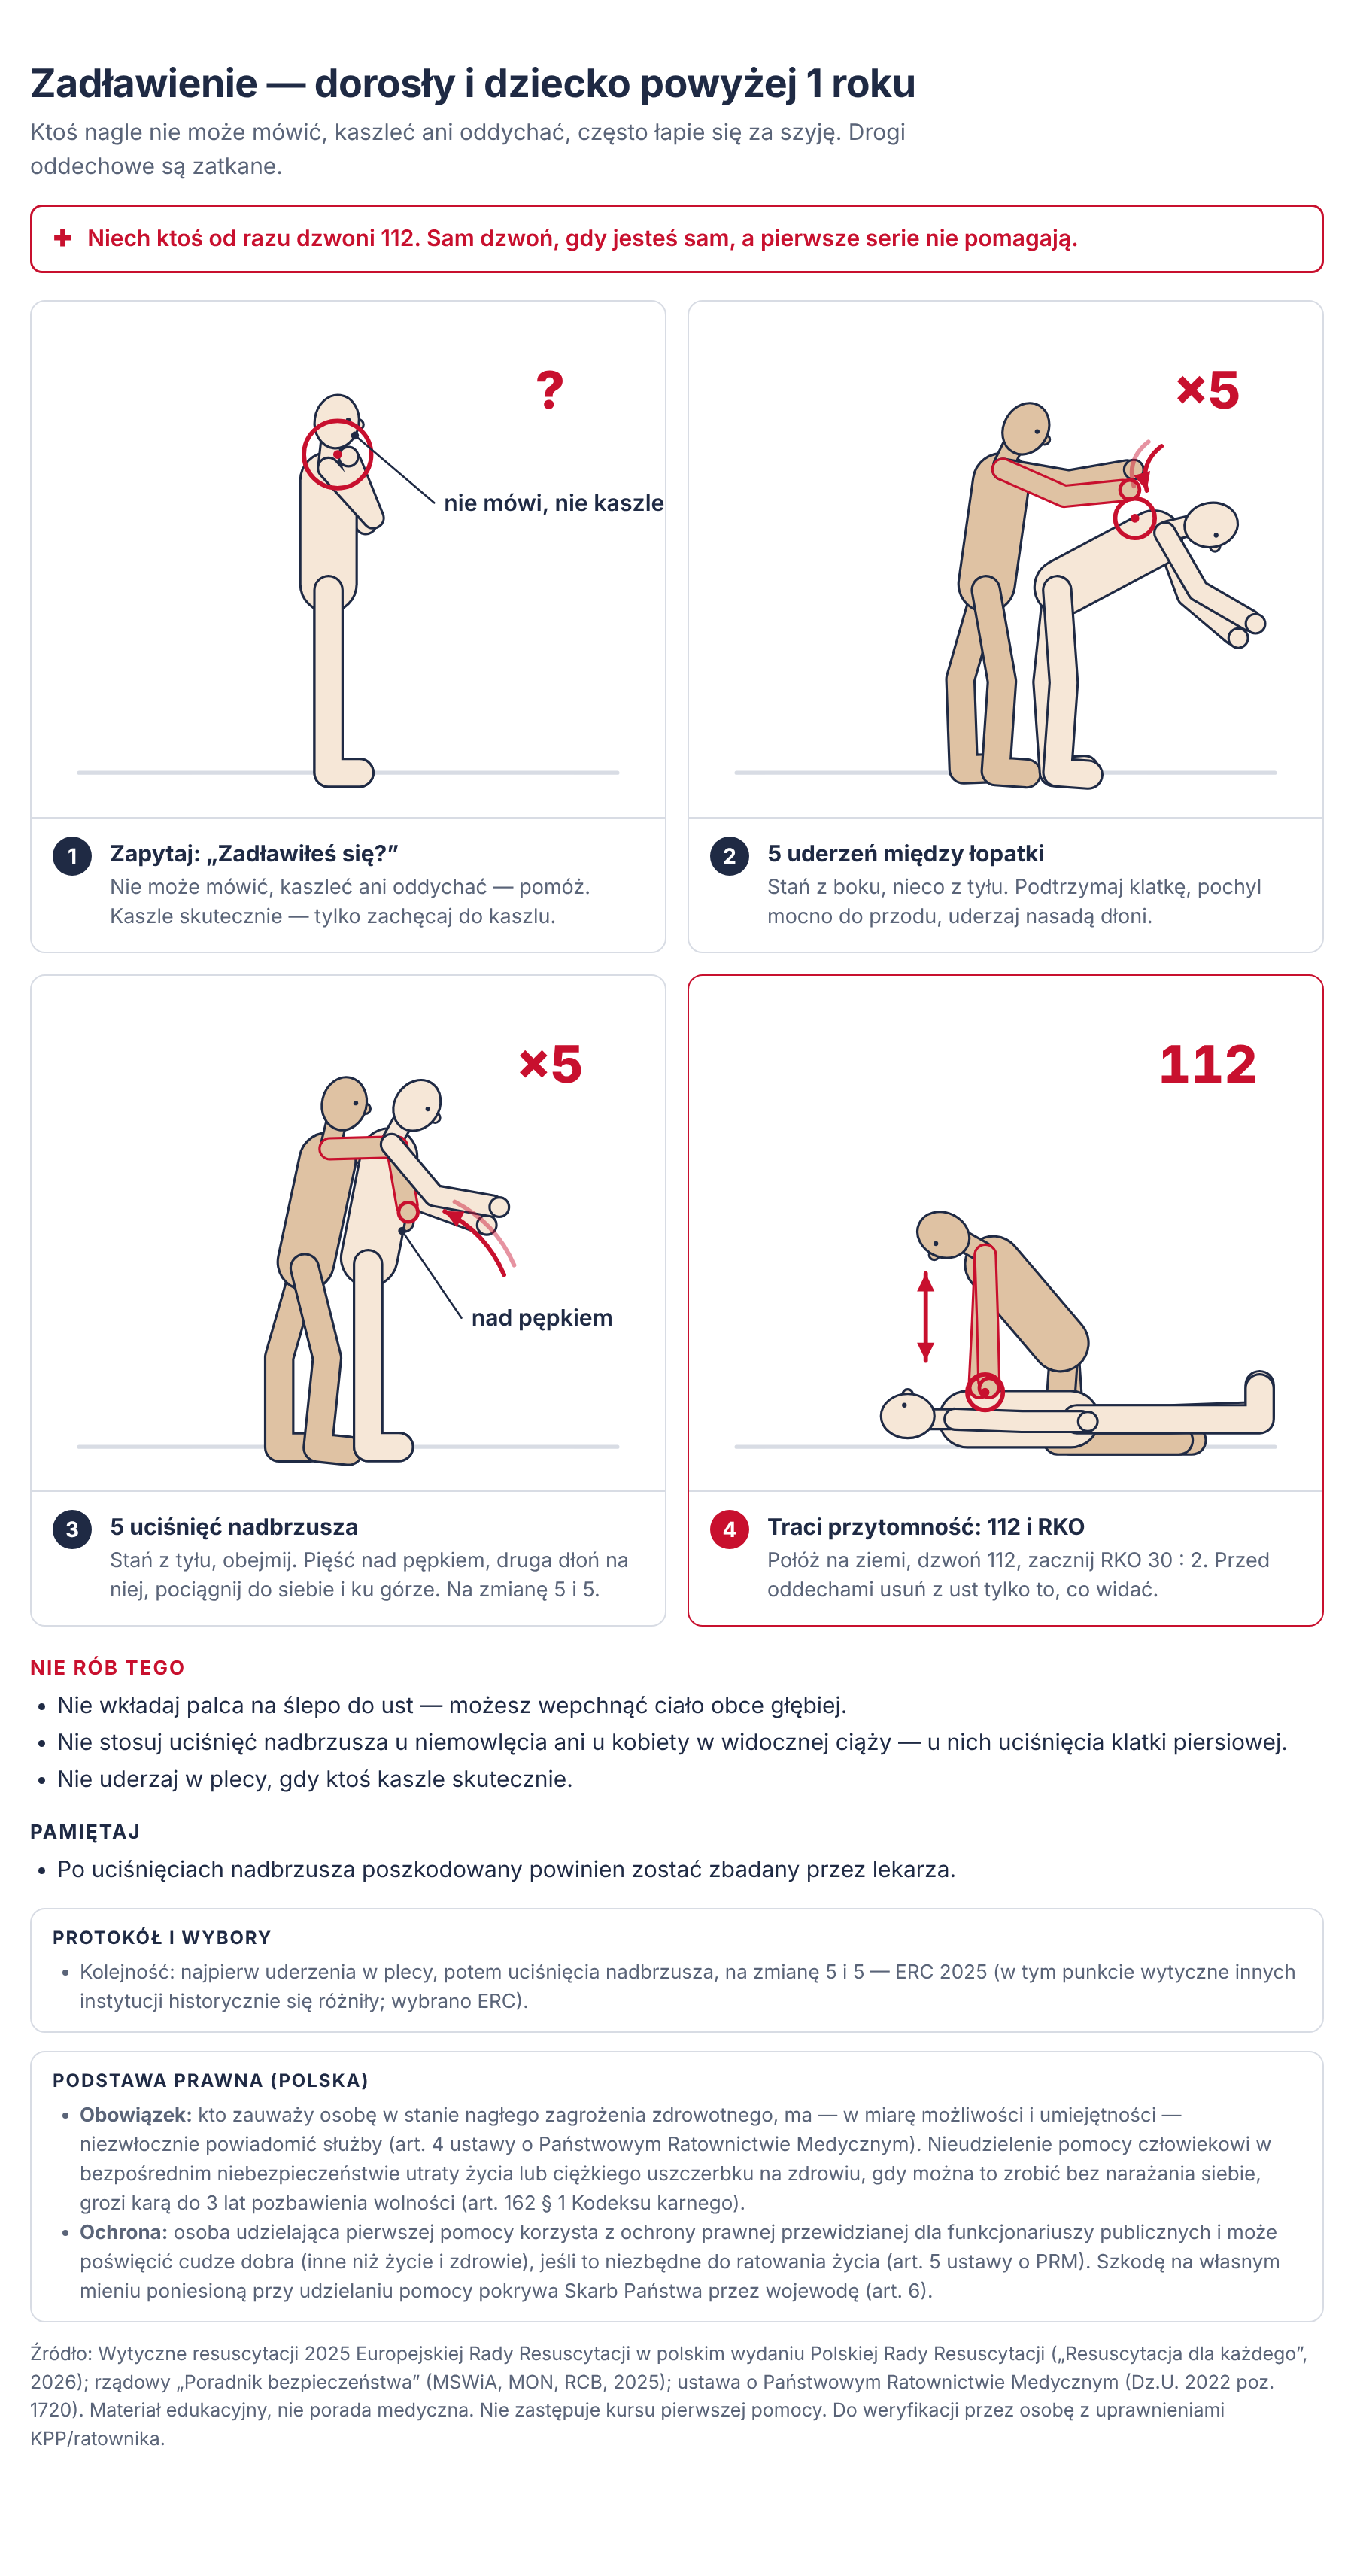 Zadławienie — dorosły i dziecko powyżej 1 roku
Ktoś nagle nie może mówić, kaszleć ani oddychać, często łapie się za szyję. Drogi
oddechowe są zatkane.
Niech ktoś od razu dzwoni 112. Sam dzwoń, gdy jesteś sam, a pierwsze serie nie pomagają.
?
nie mówi, nie kaszle
1 Zapytaj: „Zadławiłeś się?”
Nie może mówić, kaszleć ani oddychać — pomóż.
Kaszle skutecznie — tylko zachęcaj do kaszlu.
×5
2 5 uderzeń między łopatki
Stań z boku, nieco z tyłu. Podtrzymaj klatkę, pochyl
mocno do przodu, uderzaj nasadą dłoni.
×5
nad pępkiem
3 5 uciśnięć nadbrzusza
Stań z tyłu, obejmij. Pięść nad pępkiem, druga dłoń na
niej, pociągnij do siebie i ku górze. Na zmianę 5 i 5.
112
4 Traci przytomność: 112 i RKO
Połóż na ziemi, dzwoń 112, zacznij RKO 30 : 2. Przed
oddechami usuń z ust tylko to, co widać.
NIE RÓB TEGO
• Nie wkładaj palca na ślepo do ust — możesz wepchnąć ciało obce głębiej.
• Nie stosuj uciśnięć nadbrzusza u niemowlęcia ani u kobiety w widocznej ciąży — u nich uciśnięcia klatki piersiowej.
• Nie uderzaj w plecy, gdy ktoś kaszle skutecznie.
PAMIĘTAJ
• Po uciśnięciach nadbrzusza poszkodowany powinien zostać zbadany przez lekarza.
PROTOKÓŁ I WYBORY
• Kolejność: najpierw uderzenia w plecy, potem uciśnięcia nadbrzusza, na zmianę 5 i 5 — ERC 2025 (w tym punkcie wytyczne innych
instytucji historycznie się różniły; wybrano ERC).
PODSTAWA PRAWNA (POLSKA)
• Obowiązek: kto zauważy osobę w stanie nagłego zagrożenia zdrowotnego, ma — w miarę możliwości i umiejętności —
niezwłocznie powiadomić służby (art. 4 ustawy o Państwowym Ratownictwie Medycznym). Nieudzielenie pomocy człowiekowi w
bezpośrednim niebezpieczeństwie utraty życia lub ciężkiego uszczerbku na zdrowiu, gdy można to zrobić bez narażania siebie,
grozi karą do 3 lat pozbawienia wolności (art. 162 § 1 Kodeksu karnego).
• Ochrona: osoba udzielająca pierwszej pomocy korzysta z ochrony prawnej przewidzianej dla funkcjonariuszy publicznych i może
poświęcić cudze dobra (inne niż życie i zdrowie), jeśli to niezbędne do ratowania życia (art. 5 ustawy o PRM). Szkodę na własnym
mieniu poniesioną przy udzielaniu pomocy pokrywa Skarb Państwa przez wojewodę (art. 6).
Źródło: Wytyczne resuscytacji 2025 Europejskiej Rady Resuscytacji w polskim wydaniu Polskiej Rady Resuscytacji („Resuscytacja dla każdego”,
2026); rządowy „Poradnik bezpieczeństwa” (MSWiA, MON, RCB, 2025); ustawa o Państwowym Ratownictwie Medycznym (Dz.U. 2022 poz.
1720). Materiał edukacyjny, nie porada medyczna. Nie zastępuje kursu pierwszej pomocy. Do weryfikacji przez osobę z uprawnieniami
KPP/ratownika.